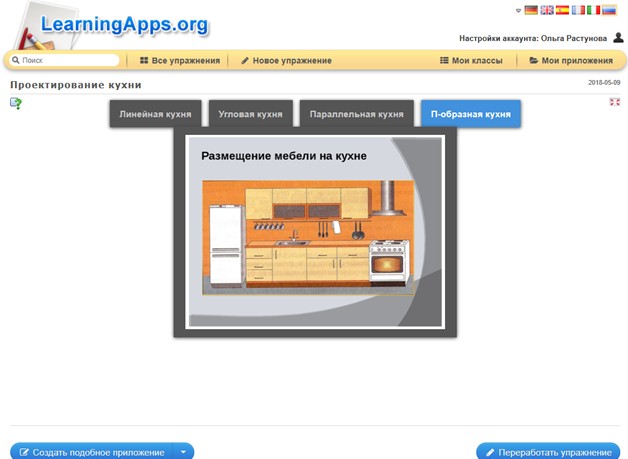 LearningApps.org
Настройки аккаунта: Ольга Растунова
Поиск
Все упражнения
Новое упражнение
Мои классы
Мои приложения
Проектирование кухни
2018-05-09
Линейная кухня
Угловая кухня
Параллельная кухня
П-образная кухня
Размещение мебели на кухне
Создать подобное приложение
Переработать упражнение